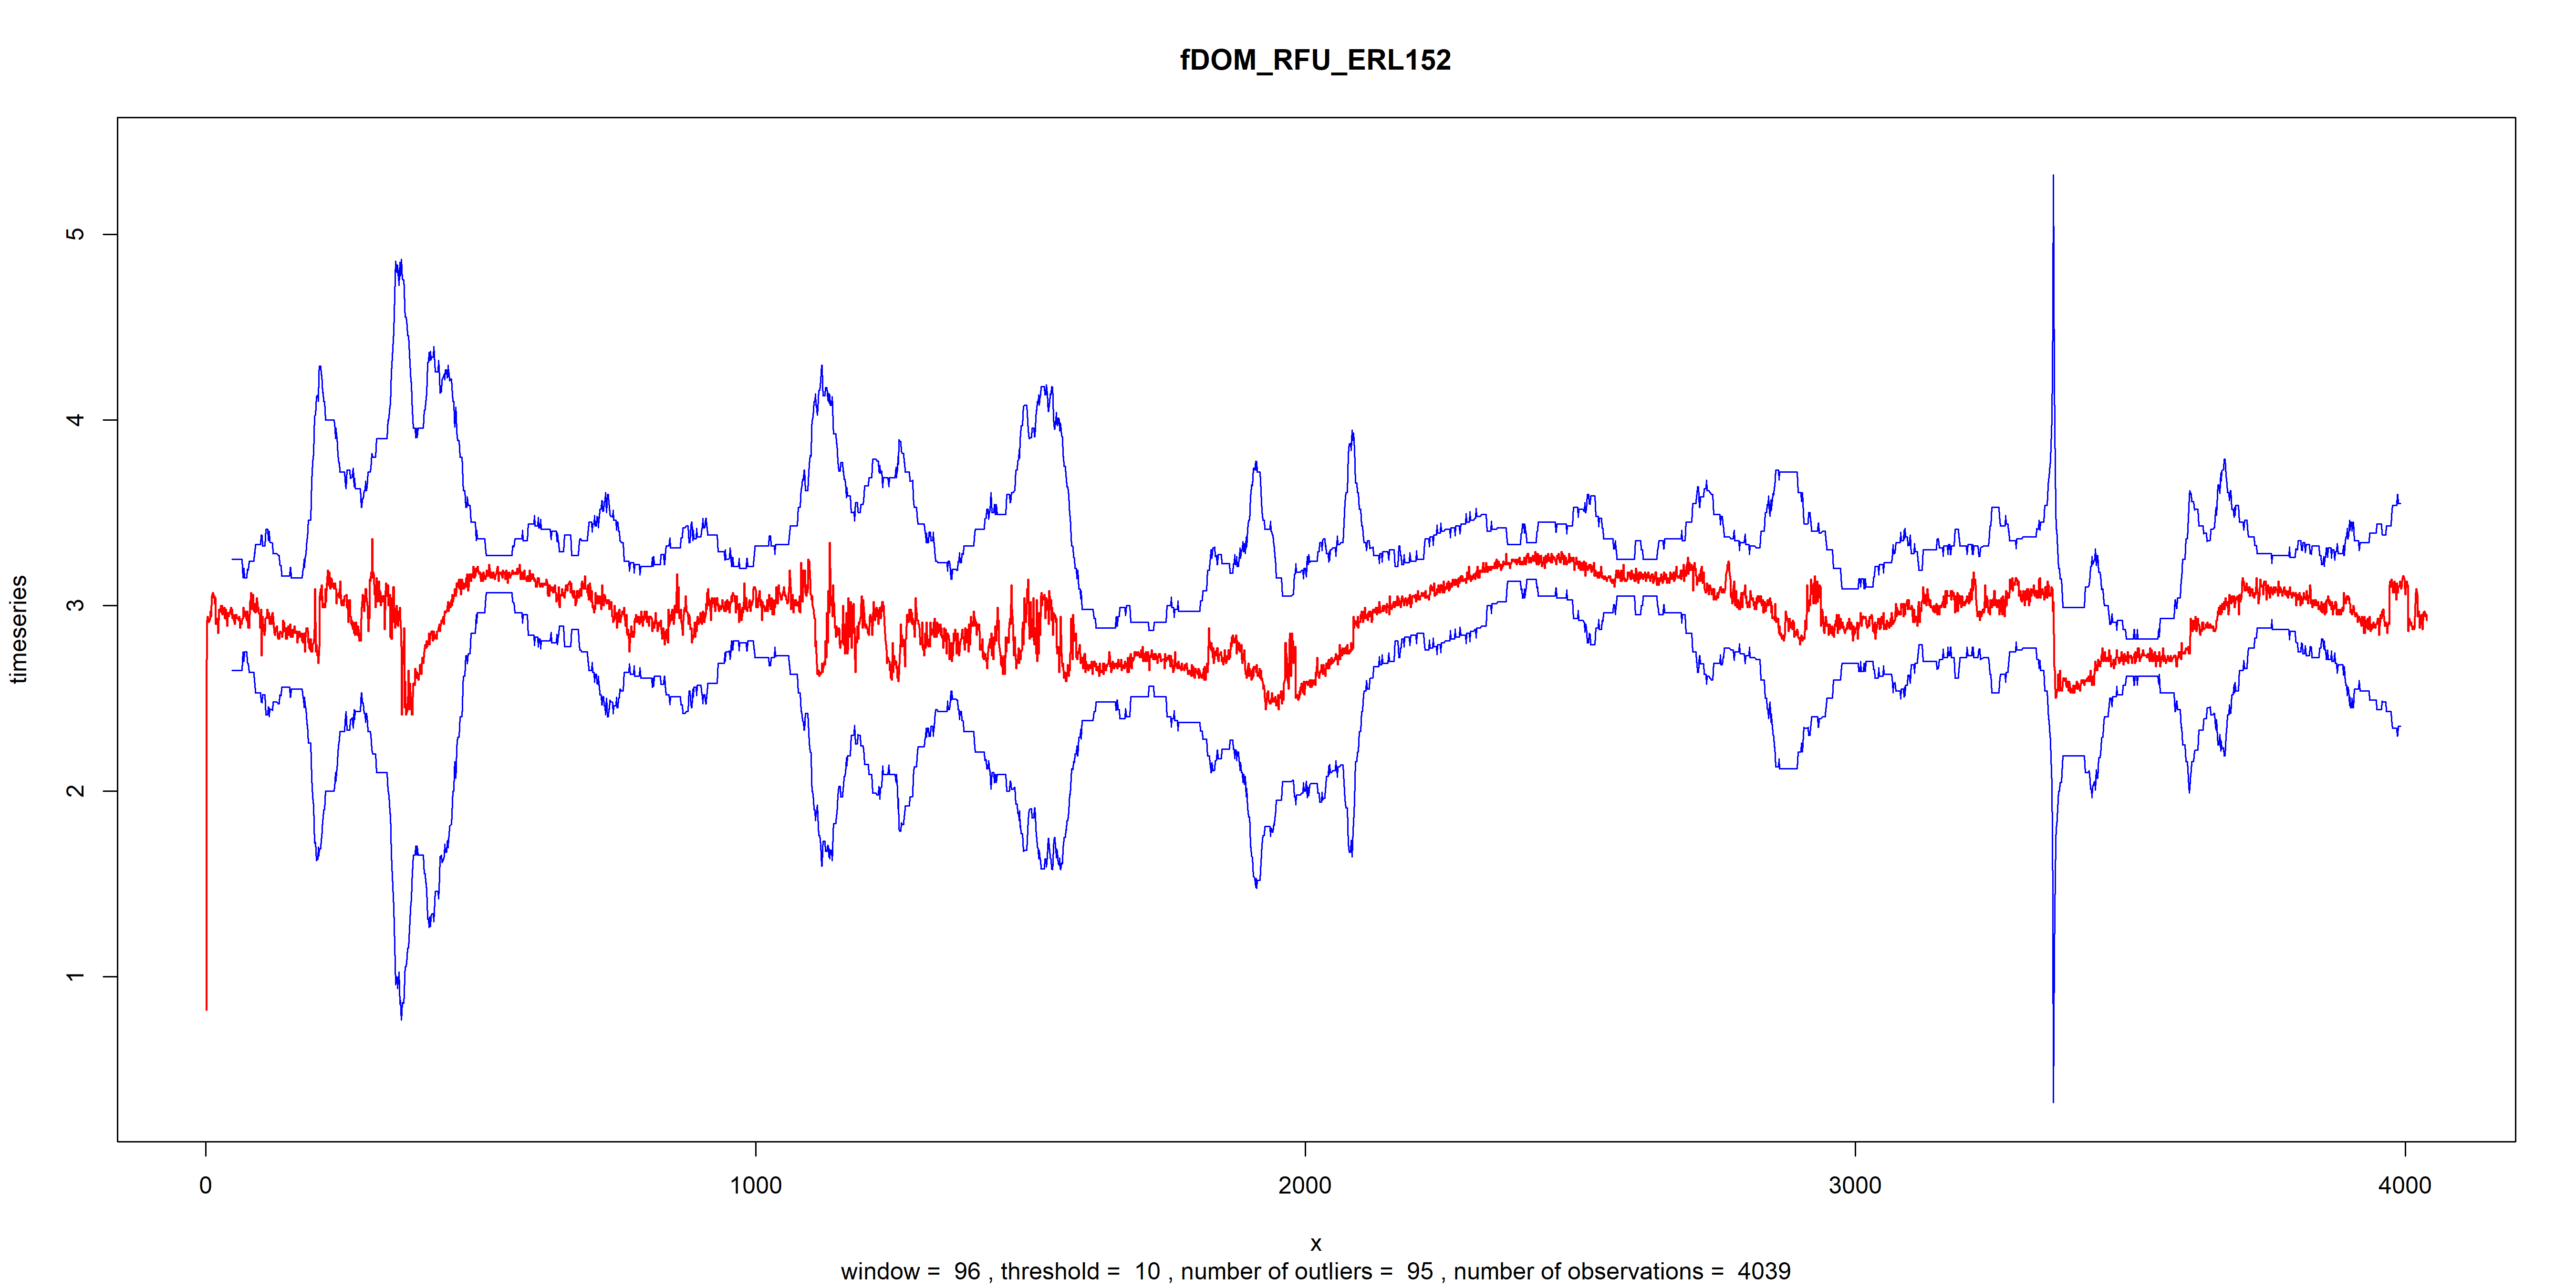 fDOM_RFU_ERL152
timeseries
5
4
3
2
1
0 1000 2000 3000 4000
x
window = 96 , threshold = 10 , number of outliers = 95 , number of observations = 4039